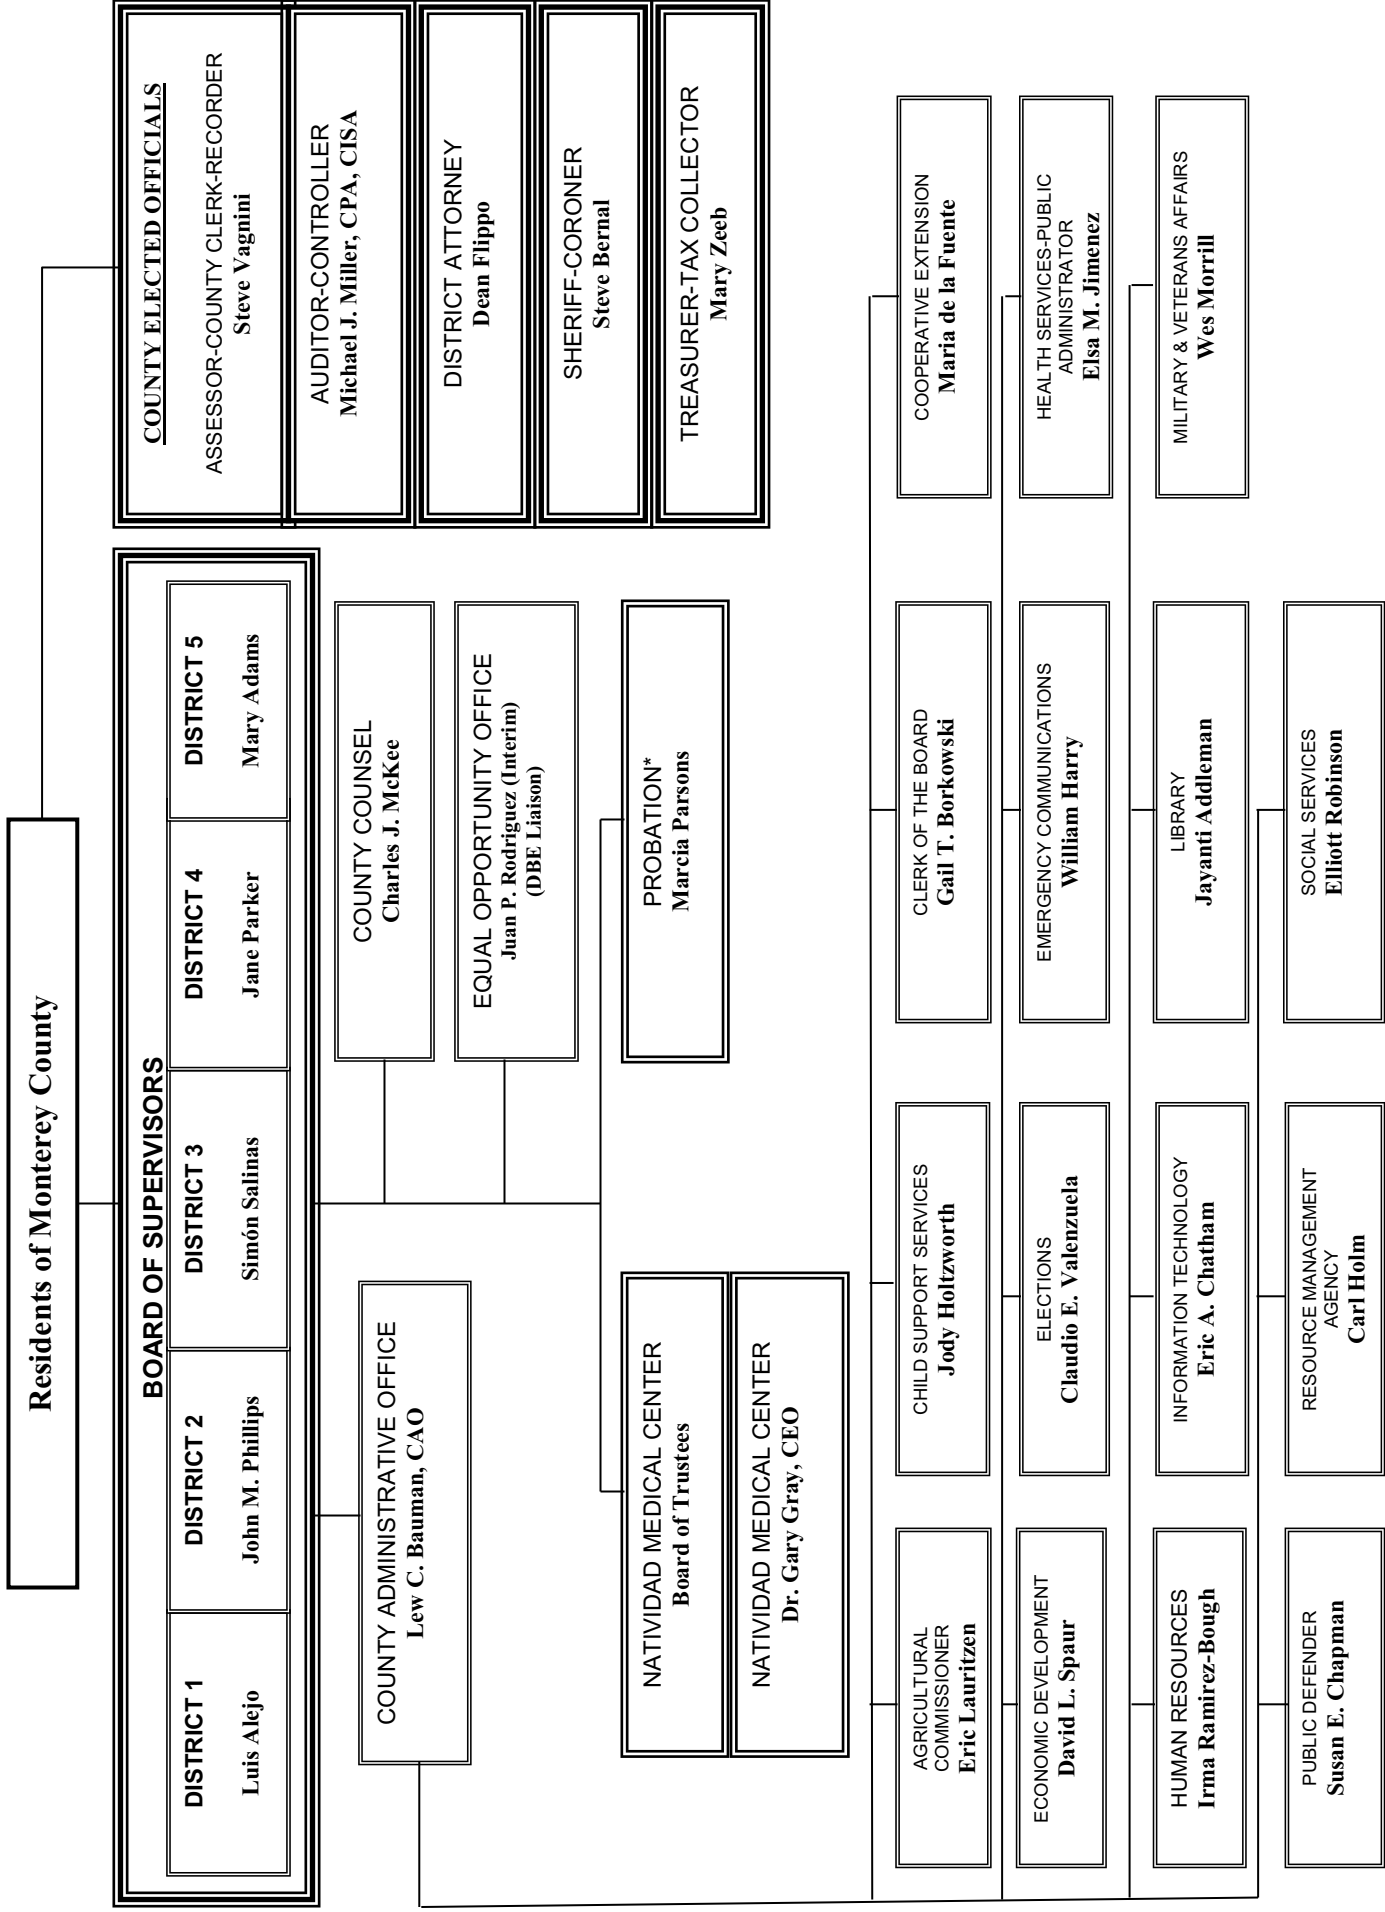 Residents of Monterey County
BOARD OF SUPERVISORS
DISTRICT 1
Luis Alejo
DISTRICT 2
John M. Phillips
DISTRICT 3
Simón Salinas
DISTRICT 4
Jane Parker
DISTRICT 5
Mary Adams
COUNTY ELECTED OFFICIALS
ASSESSOR-COUNTY CLERK-RECORDER
Steve Vagnini
AUDITOR-CONTROLLER
Michael J. Miller, CPA, CISA
DISTRICT ATTORNEY
Dean Flippo
SHERIFF-CORONER
Steve Bernal
TREASURER-TAX COLLECTOR
Mary Zeeb
COUNTY ADMINISTRATIVE OFFICE
Lew C. Bauman, CAO
COUNTY COUNSEL
Charles J. McKee
EQUAL OPPORTUNITY OFFICE
Juan P. Rodriguez (Interim)
(DBE Liaison)
NATIVIDAD MEDICAL CENTER
Board of Trustees
NATIVIDAD MEDICAL CENTER
Dr. Gary Gray, CEO
PROBATION*
Marcia Parsons
AGRICULTURAL
COMMISSIONER
Eric Lauritzen
CHILD SUPPORT SERVICES
Jody Holtzworth
CLERK OF THE BOARD
Gail T. Borkowski
COOPERATIVE EXTENSION
Maria de la Fuente
ECONOMIC DEVELOPMENT
David L. Spaur
ELECTIONS
Claudio E. Valenzuela
EMERGENCY COMMUNICATIONS
William Harry
HEALTH SERVICES-PUBLIC
ADMINISTRATOR
Elsa M. Jimenez
HUMAN RESOURCES
Irma Ramirez-Bough
INFORMATION TECHNOLOGY
Eric A. Chatham
LIBRARY
Jayanti Addleman
MILITARY & VETERANS AFFAIRS
Wes Morrill
PUBLIC DEFENDER
Susan E. Chapman
RESOURCE MANAGEMENT
AGENCY
Carl Holm
SOCIAL SERVICES
Elliott Robinson